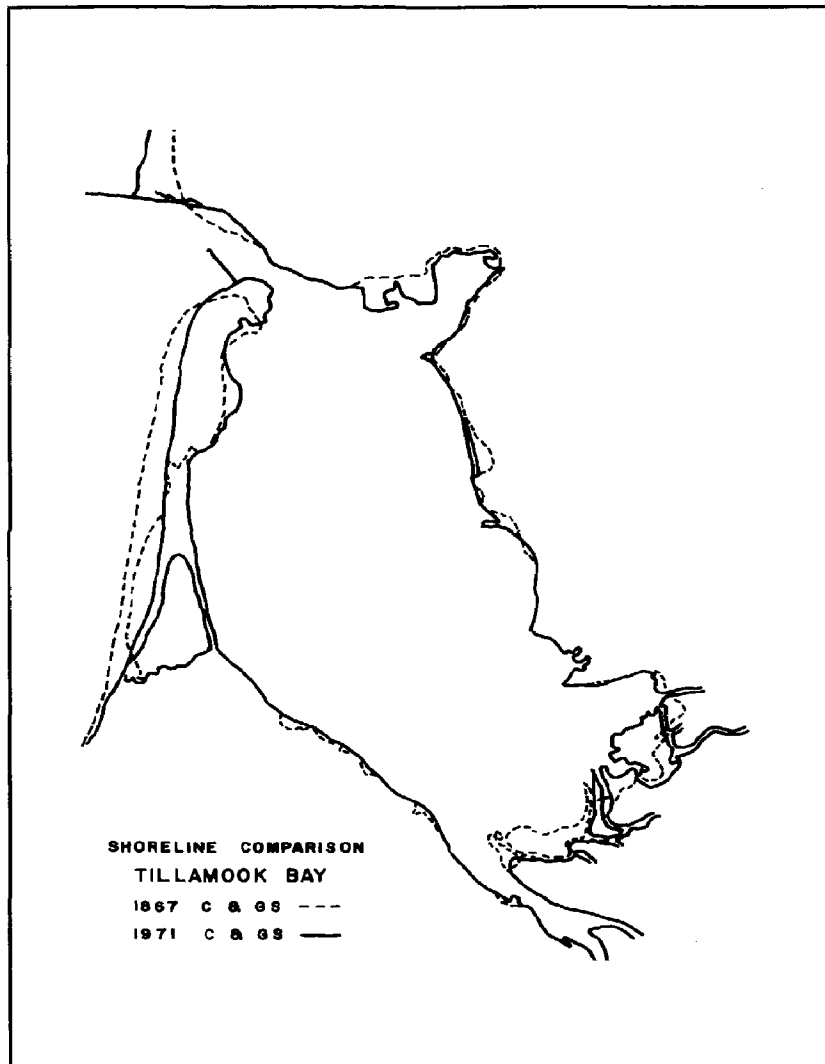 SHORELINE COMPARISON
TILLAMOOK BAY
1867 C & GS ---
1971 C & GS —